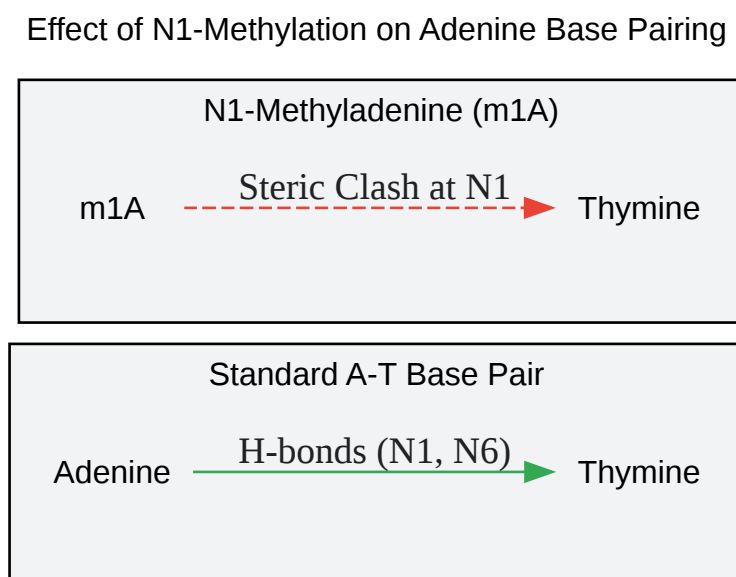 Effect of N1-Methylation on Adenine Base Pairing
N1-Methyladenine (m1A)
Steric Clash at N1
m1A
Thymine
Standard A-T Base Pair
H-bonds (N1, N6)
Adenine
Thymine